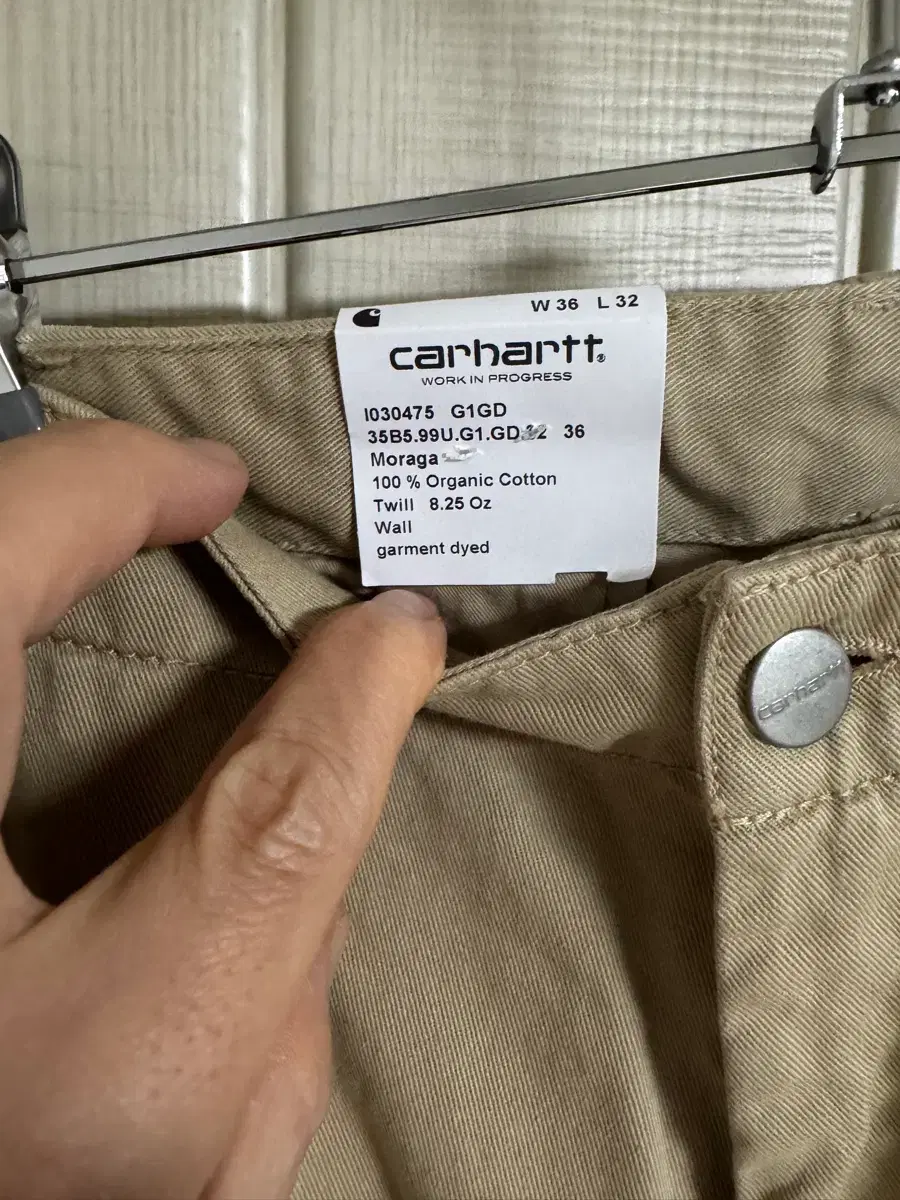 W 36 L 32
carhartt®
WORK IN PROGRESS
I030475 G1GD
35B5.99U.G1.GD.32 36
Moraga
100 % Organic Cotton
Twill 8.25 Oz
Wall
garment dyed
carhartt